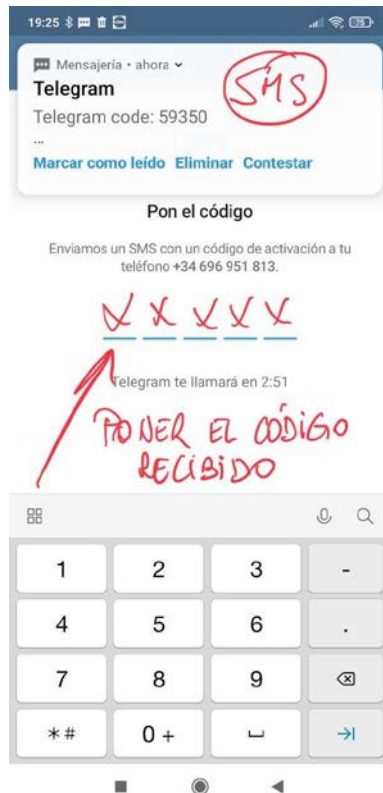 19:25
75
Mensajería • ahora
SMS
Telegram
Telegram code: 59350
...
Marcar como leído Eliminar Contestar
Pon el código
Enviamos un SMS con un código de activación a tu
teléfono +34 696 951 813.
X X X X X
Telegram te llamará en 2:51
PONER EL CÓDIGO
RECIBIDO
1 2 3 -
4 5 6 .
7 8 9
*# 0 +